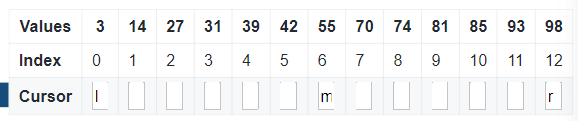 Values 3 14 27 31 39 42 55 70 74 81 85 93 98
Index 0 1 2 3 4 5 6 7 8 9 10 11 12
Cursor l m r